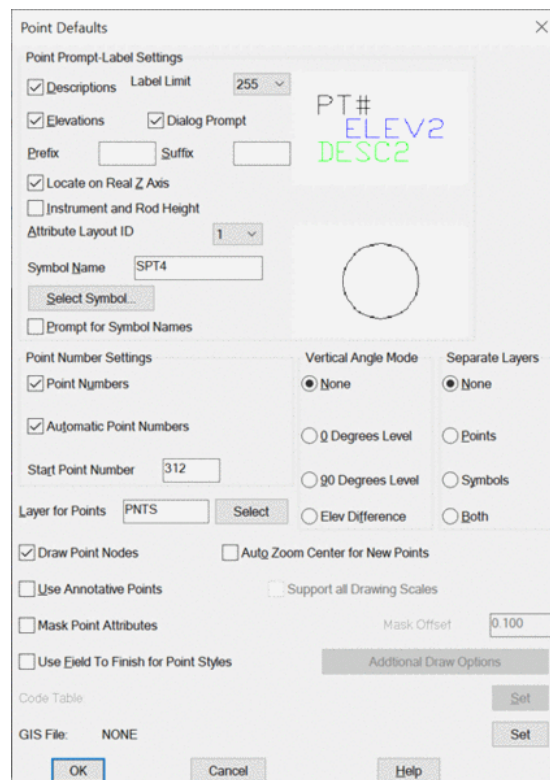 Point Defaults
Point Prompt-Label Settings
Descriptions Label Limit 255
Elevations Dialog Prompt
Prefix Suffix
Locate on Real Z Axis
Instrument and Rod Height
Attribute Layout ID 1
Symbol Name SPT4
Select Symbol...
Prompt for Symbol Names
PT#
ELEV2
DESC2
Point Number Settings
Point Numbers
Automatic Point Numbers
Start Point Number 312
Layer for Points PNTS Select
Vertical Angle Mode
None
0 Degrees Level
90 Degrees Level
Elev Difference
Separate Layers
None
Points
Symbols
Both
Draw Point Nodes Auto Zoom Center for New Points
Use Annotative Points Support all Drawing Scales
Mask Point Attributes Mask Offset 0.100
Use Field To Finish for Point Styles Addtional Draw Options
Code Table: Set
GIS File: NONE Set
OK Cancel Help